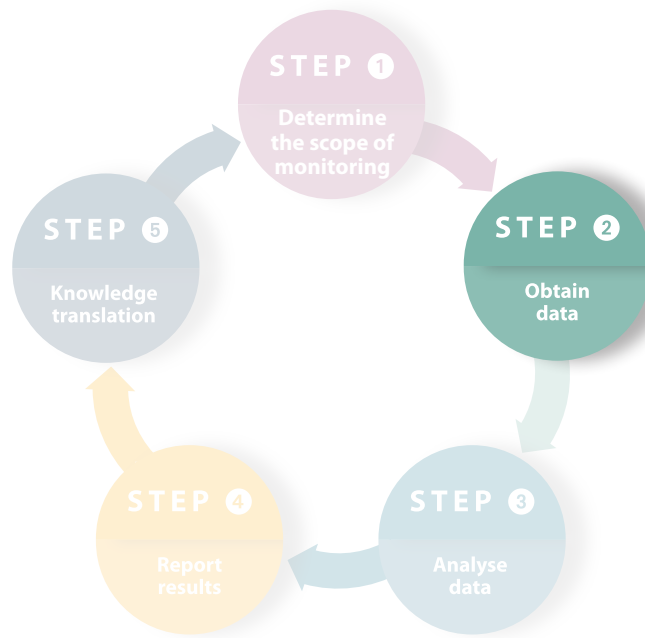 STEP 1
Determine
the scope of
monitoring
STEP 2
Obtain
data
STEP 3
Analyse
data
STEP 4
Report
results
STEP 5
Knowledge
translation